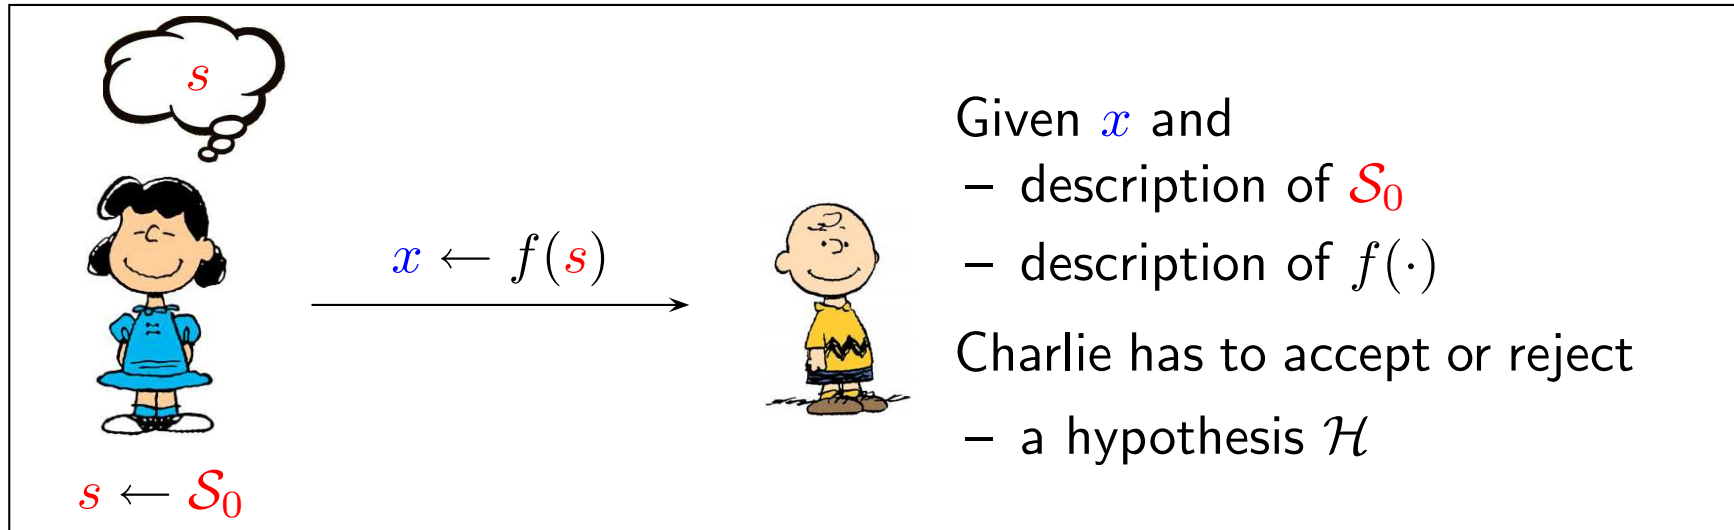 s
s ← 𝒮₀
x ← f(s)
Given x and
– description of 𝒮₀
– description of f(·)
Charlie has to accept or reject
– a hypothesis ℋ